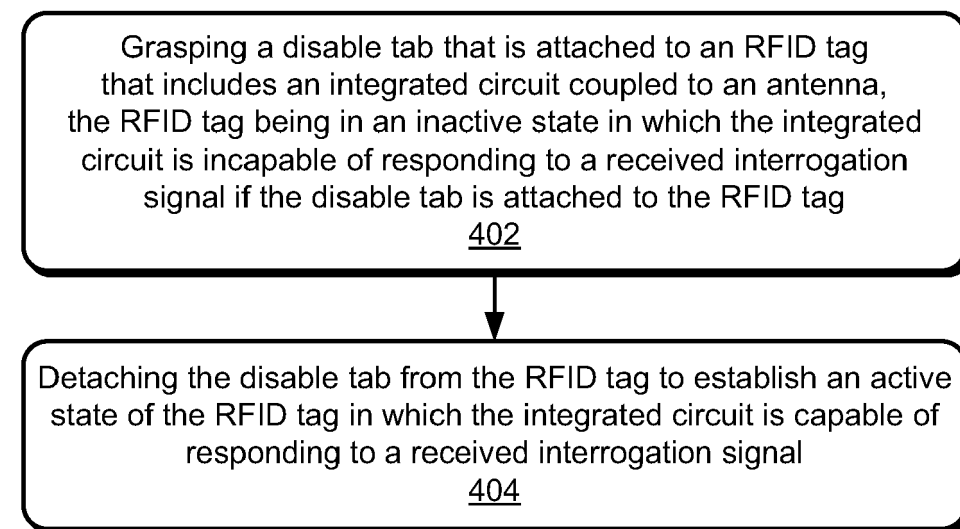 Grasping a disable tab that is attached to an RFID tag
that includes an integrated circuit coupled to an antenna,
the RFID tag being in an inactive state in which the integrated
circuit is incapable of responding to a received interrogation
signal if the disable tab is attached to the RFID tag
402
Detaching the disable tab from the RFID tag to establish an active
state of the RFID tag in which the integrated circuit is capable of
responding to a received interrogation signal
404